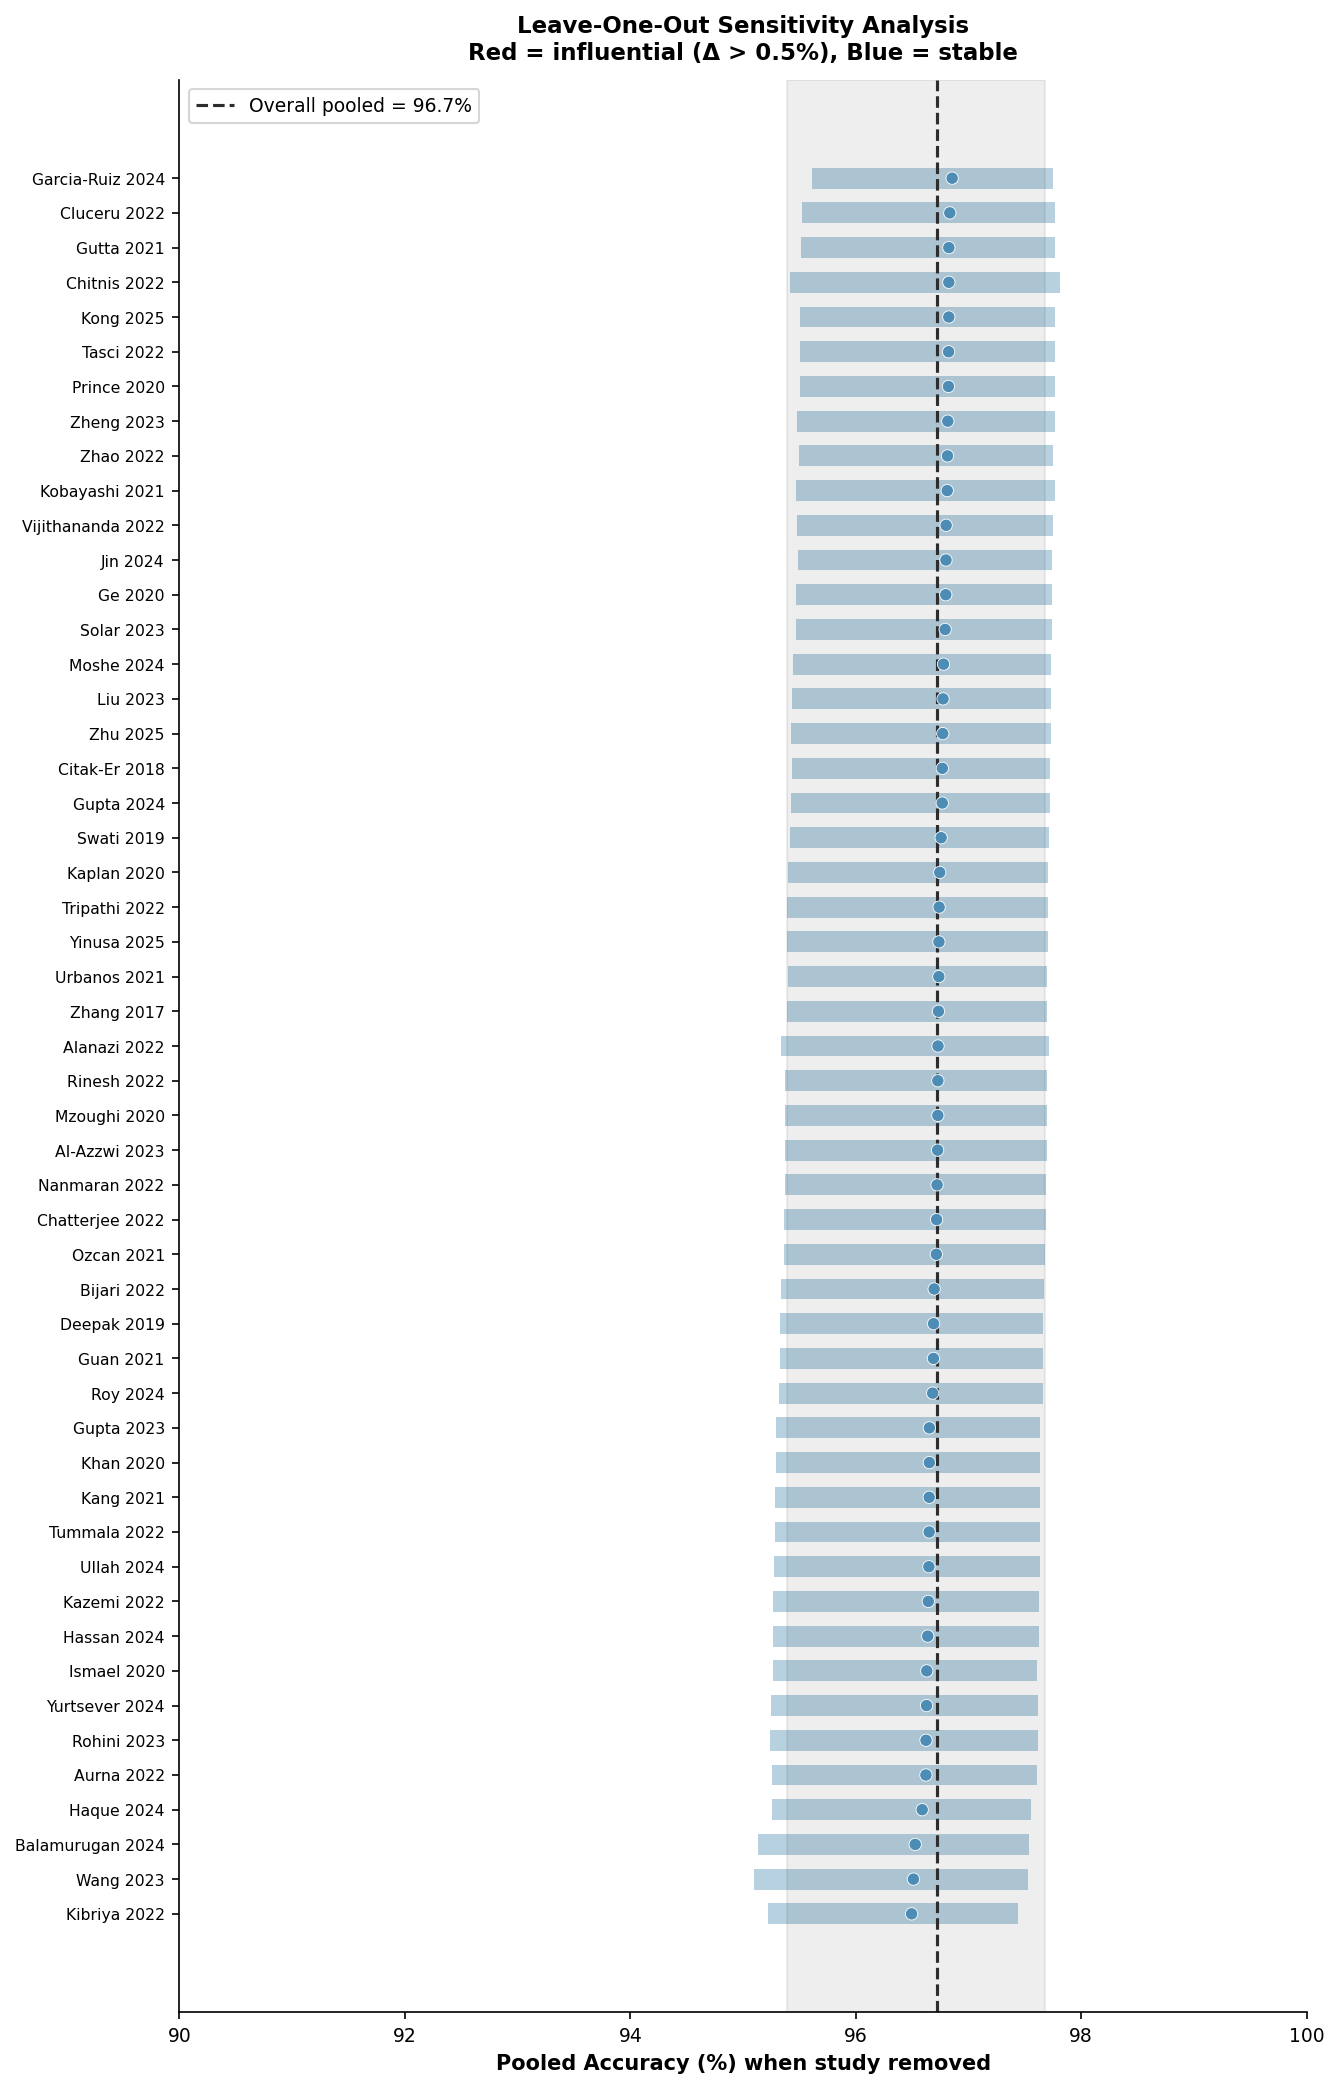 Leave-One-Out Sensitivity Analysis
Red = influential (Δ > 0.5%), Blue = stable
Overall pooled = 96.7%
Garcia-Ruiz 2024
Cluceru 2022
Gutta 2021
Chitnis 2022
Kong 2025
Tasci 2022
Prince 2020
Zheng 2023
Zhao 2022
Kobayashi 2021
Vijithananda 2022
Jin 2024
Ge 2020
Solar 2023
Moshe 2024
Liu 2023
Zhu 2025
Citak-Er 2018
Gupta 2024
Swati 2019
Kaplan 2020
Tripathi 2022
Yinusa 2025
Urbanos 2021
Zhang 2017
Alanazi 2022
Rinesh 2022
Mzoughi 2020
Al-Azzwi 2023
Nanmaran 2022
Chatterjee 2022
Ozcan 2021
Bijari 2022
Deepak 2019
Guan 2021
Roy 2024
Gupta 2023
Khan 2020
Kang 2021
Tummala 2022
Ullah 2024
Kazemi 2022
Hassan 2024
Ismael 2020
Yurtsever 2024
Rohini 2023
Aurna 2022
Haque 2024
Balamurugan 2024
Wang 2023
Kibriya 2022
90 92 94 96 98 100
Pooled Accuracy (%) when study removed